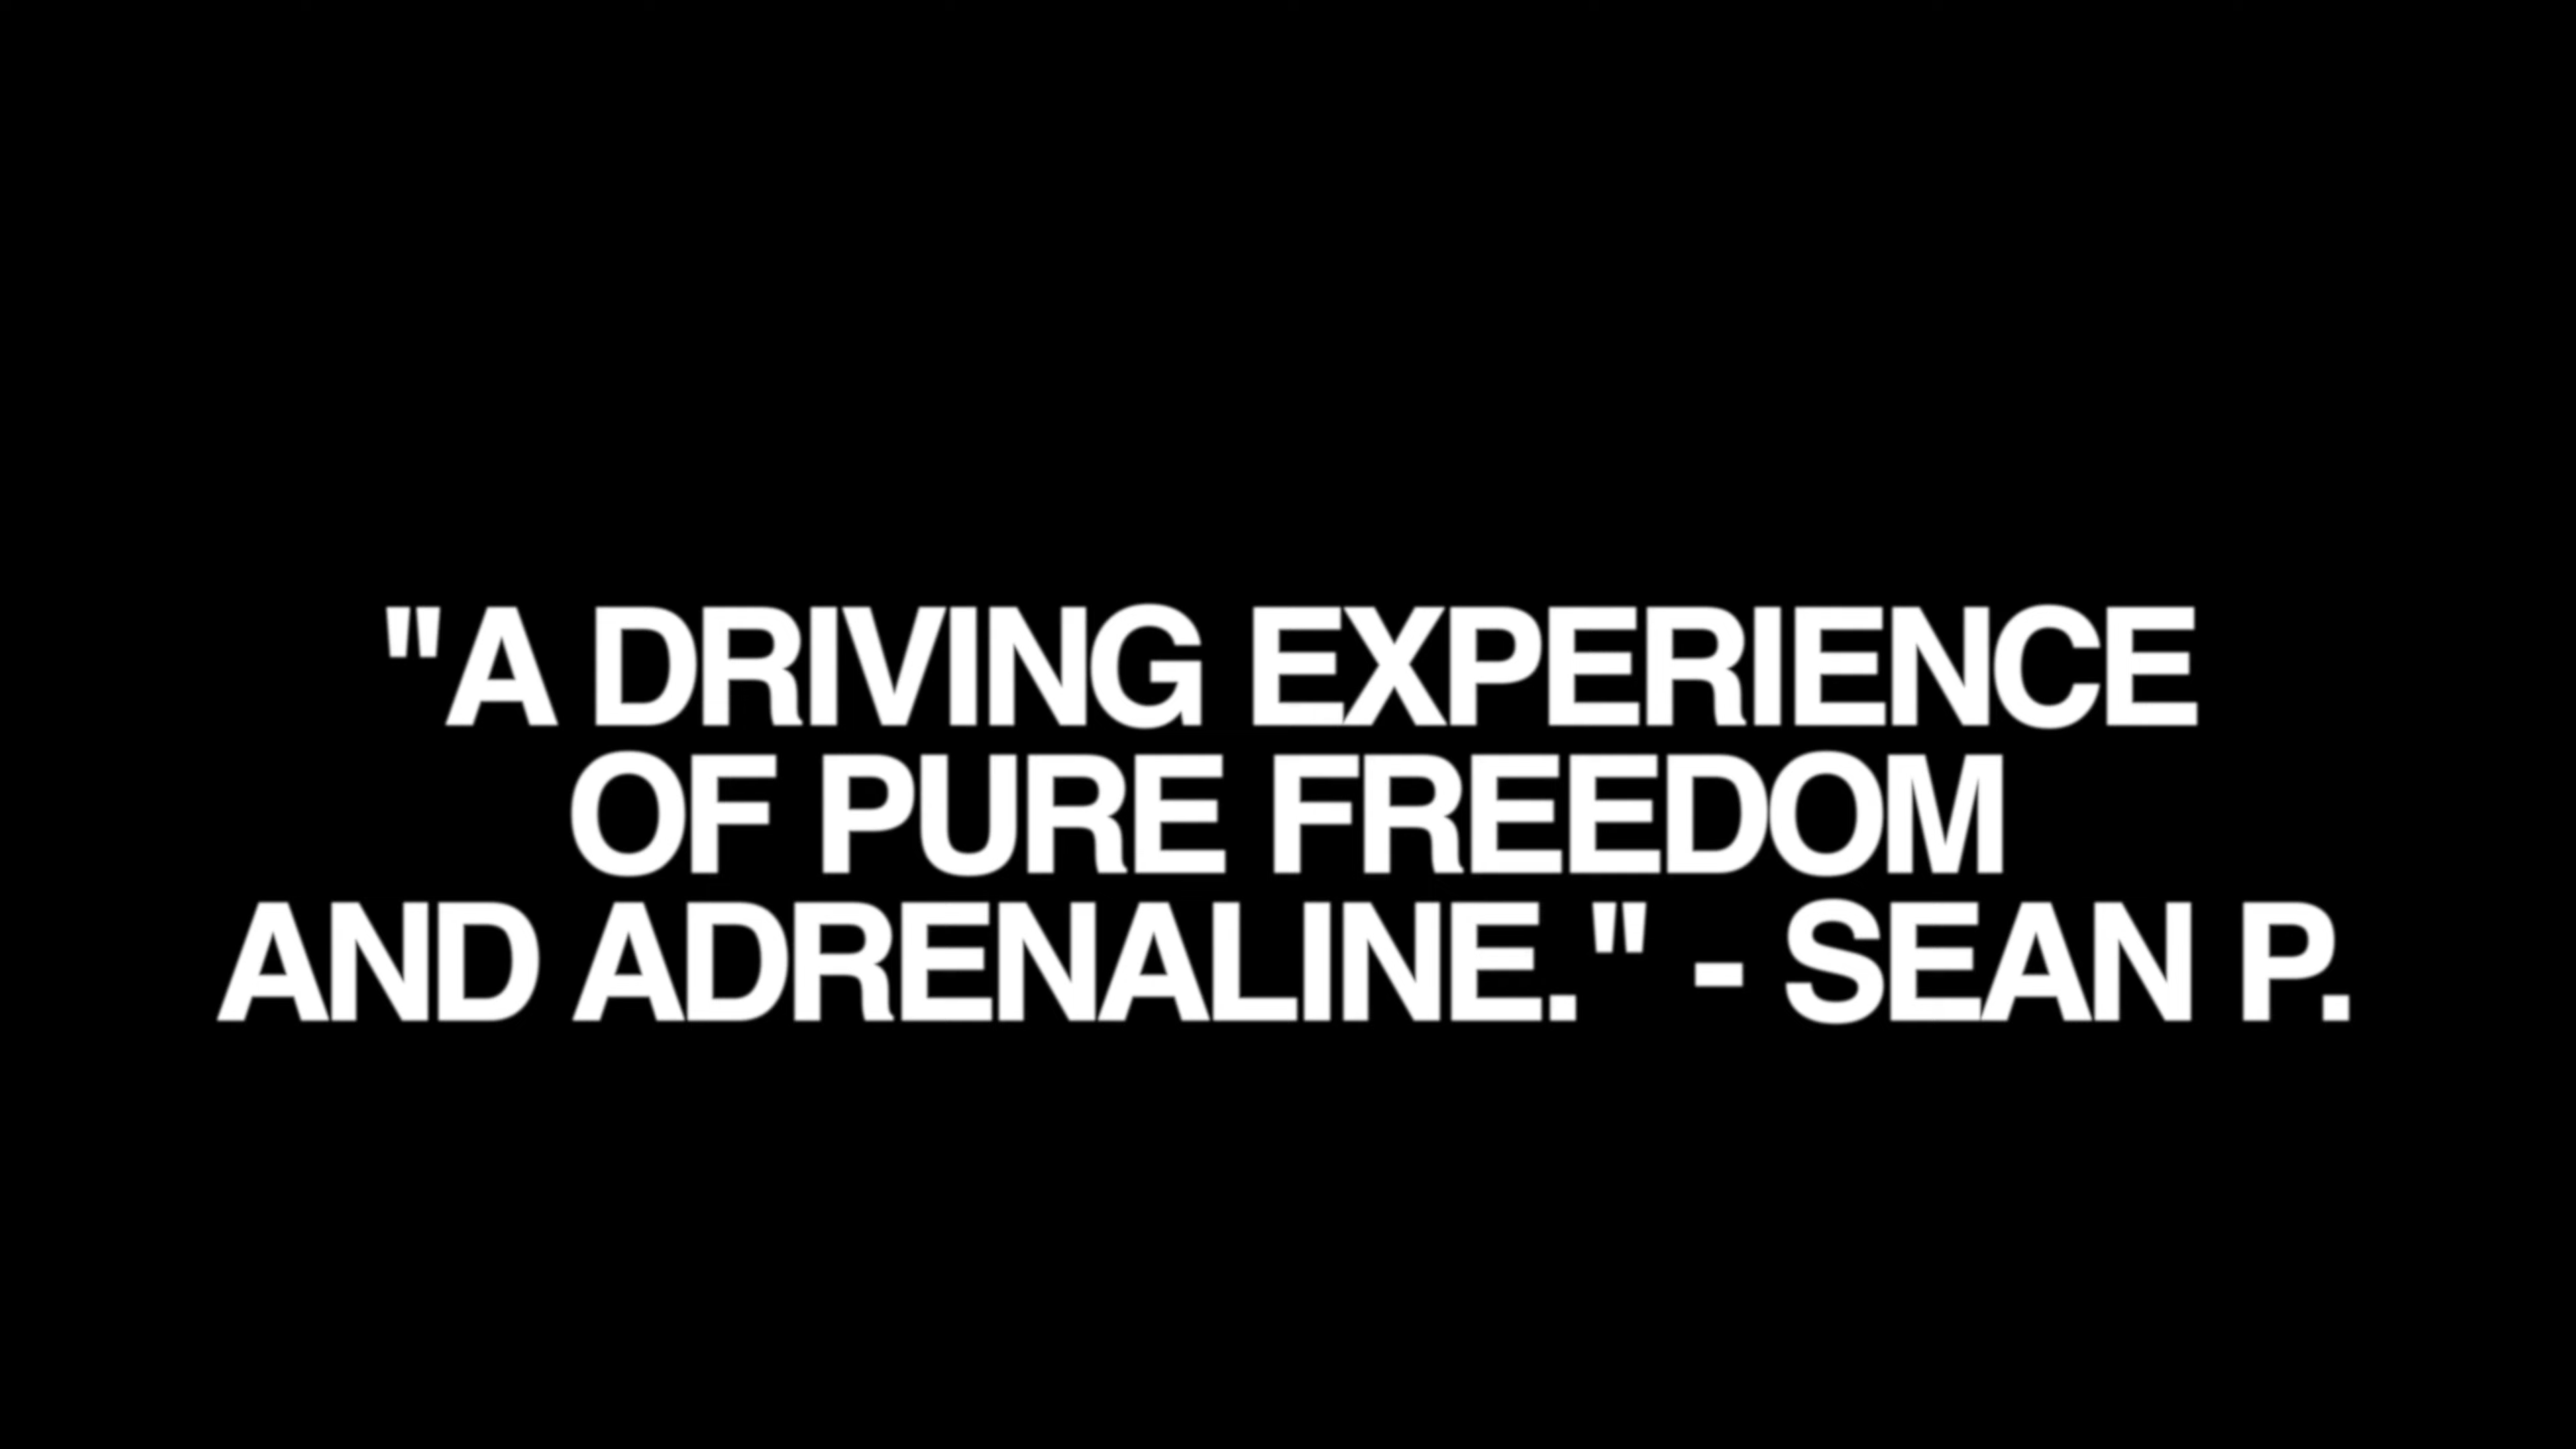 "A DRIVING EXPERIENCE
OF PURE FREEDOM
AND ADRENALINE." - SEAN P.